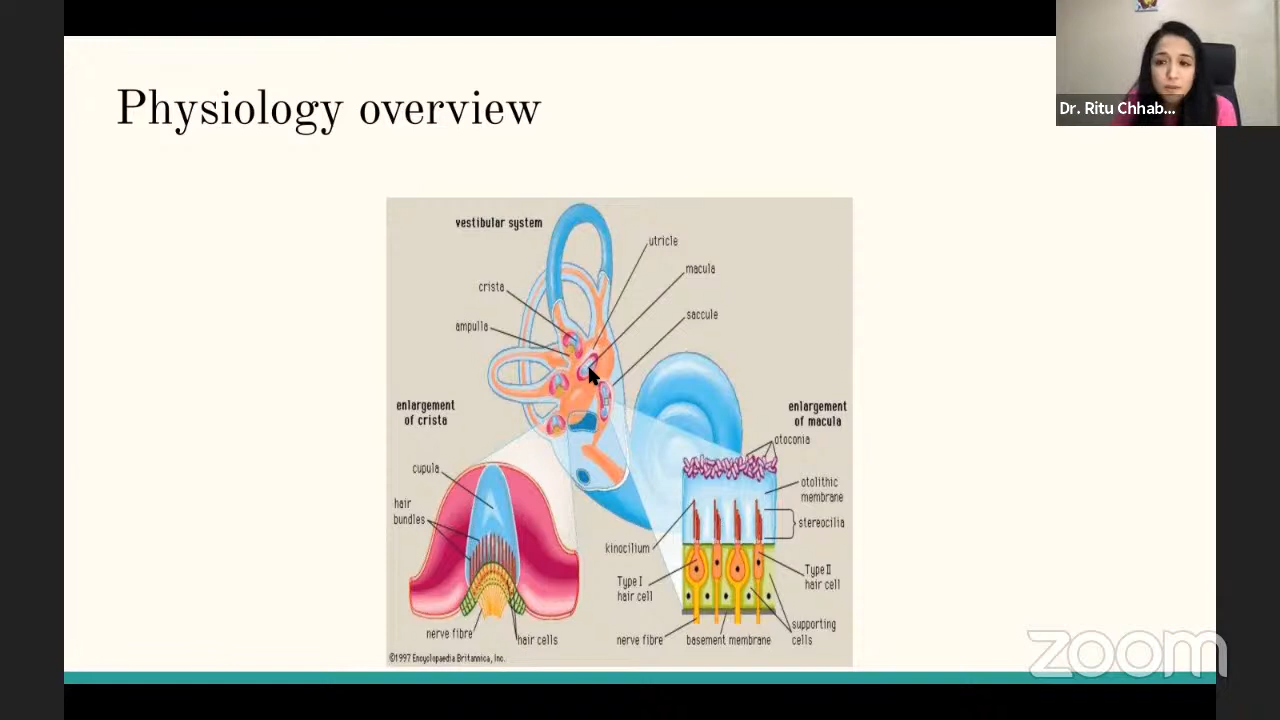 Physiology overview
Dr. Ritu Chhab...
vestibular system
utricle
macula
crista
saccule
ampulla
enlargement
of crista
enlargement
of macula
otoconia
cupula
otolithic
membrane
hair
bundles
stereocilia
kinocilium
Type I
hair cell
Type II
hair cell
nerve fibre
hair cells
nerve fibre
basement membrane
supporting
cells
©1997 Encyclopaedia Britannica, Inc.
zoom